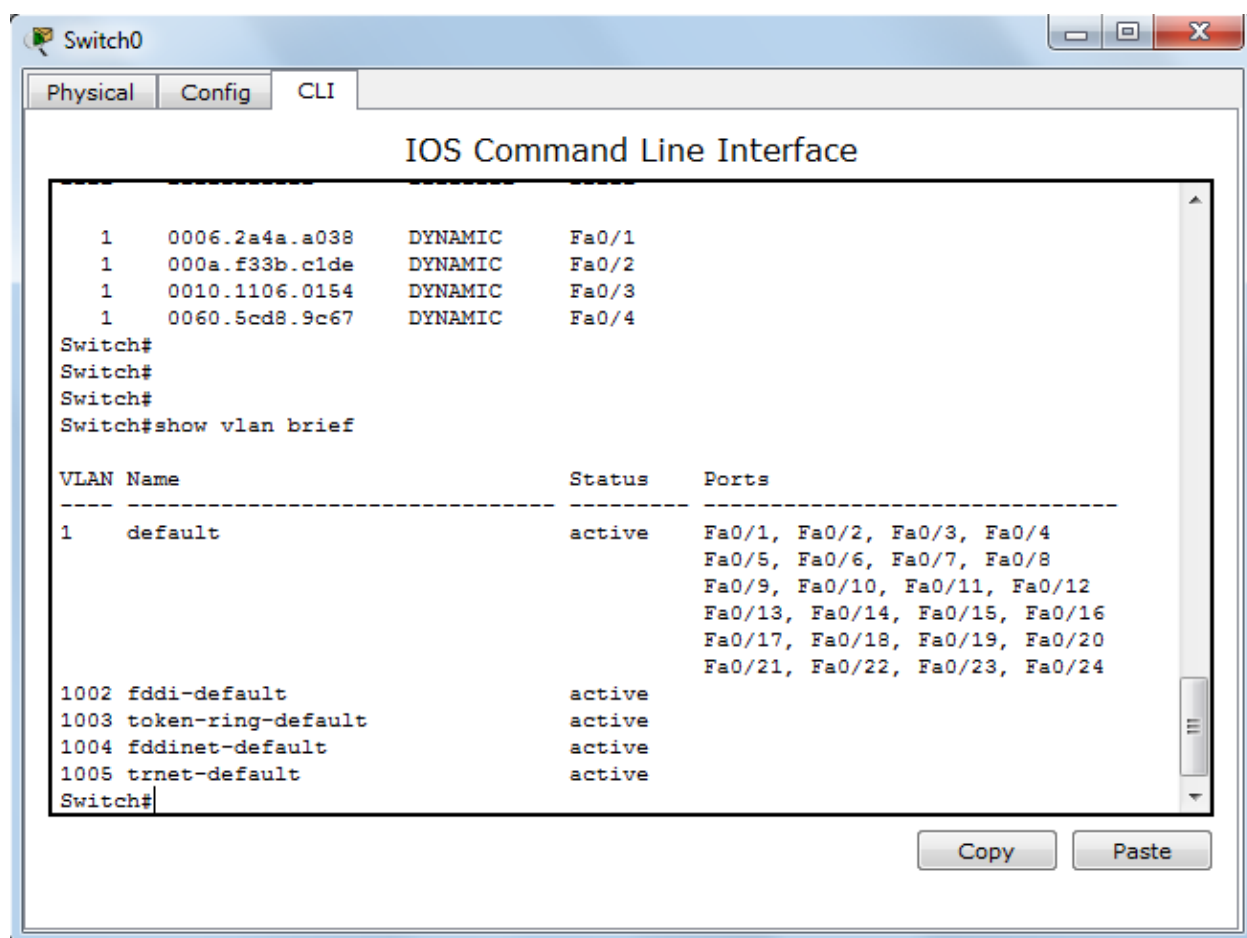 Switch0
Physical Config CLI
IOS Command Line Interface
---- ----------- -------- -----
1 0006.2a4a.a038 DYNAMIC Fa0/1
1 000a.f33b.c1de DYNAMIC Fa0/2
1 0010.1106.0154 DYNAMIC Fa0/3
1 0060.5cd8.9c67 DYNAMIC Fa0/4
Switch#
Switch#
Switch#
Switch#show vlan brief
VLAN Name Status Ports
---- -------------------------------- --------- -------------------------------
1 default active Fa0/1, Fa0/2, Fa0/3, Fa0/4
Fa0/5, Fa0/6, Fa0/7, Fa0/8
Fa0/9, Fa0/10, Fa0/11, Fa0/12
Fa0/13, Fa0/14, Fa0/15, Fa0/16
Fa0/17, Fa0/18, Fa0/19, Fa0/20
Fa0/21, Fa0/22, Fa0/23, Fa0/24
1002 fddi-default active
1003 token-ring-default active
1004 fddinet-default active
1005 trnet-default active
Switch#
Copy Paste